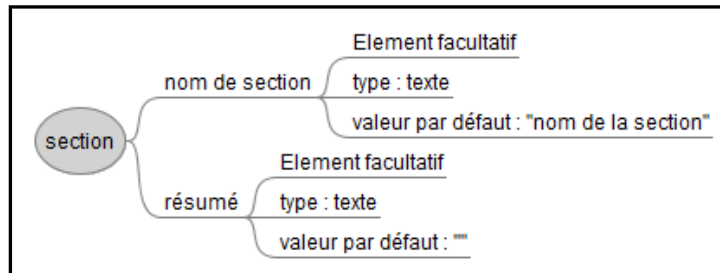 section
nom de section
Element facultatif
type : texte
valeur par défaut : "nom de la section"
résumé
Element facultatif
type : texte
valeur par défaut : ""